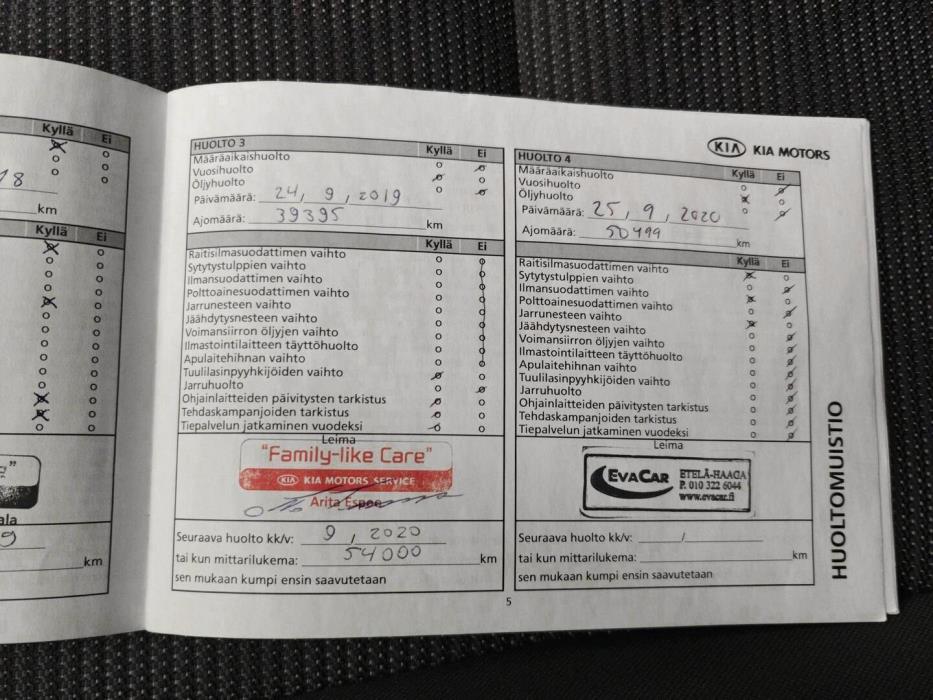 Kyllä Ei
18
km
Kyllä Ei
km
HUOLTO 3 Kyllä Ei
Määräaikaishuolto
Vuosihuolto
Öljyhuolto
Päivämäärä: 24, 9, 2019
Ajomäärä: 39395 km
Kyllä Ei
Raitisilmasuodattimen vaihto
Sytytystulppien vaihto
Ilmansuodattimen vaihto
Polttoainesuodattimen vaihto
Jarrunesteen vaihto
Jäähdytysnesteen vaihto
Voimansiirron öljyjen vaihto
Ilmastointilaitteen täyttöhuolto
Apulaitehihnan vaihto
Tuulilasinpyyhkijöiden vaihto
Jarruhuolto
Ohjainlaitteiden päivitysten tarkistus
Tehdaskampanjoiden tarkistus
Tiepalvelun jatkaminen vuodeksi
Leima
"Family-like Care"
KIA KIA MOTORS SERVICE
Arita Espoo
Seuraava huolto kk/v: 9, 2020
tai kun mittarilukema: 54000 km
sen mukaan kumpi ensin saavutetaan
KIA KIA MOTORS
HUOLTO 4 Kyllä Ei
Määräaikaishuolto
Vuosihuolto
Öljyhuolto
Päivämäärä: 25, 9, 2020
Ajomäärä: 50499 km
Kyllä Ei
Raitisilmasuodattimen vaihto
Sytytystulppien vaihto
Ilmansuodattimen vaihto
Polttoainesuodattimen vaihto
Jarrunesteen vaihto
Jäähdytysnesteen vaihto
Voimansiirron öljyjen vaihto
Ilmastointilaitteen täyttöhuolto
Apulaitehihnan vaihto
Tuulilasinpyyhkijöiden vaihto
Jarruhuolto
Ohjainlaitteiden päivitysten tarkistus
Tehdaskampanjoiden tarkistus
Tiepalvelun jatkaminen vuodeksi
Leima
EVACAR ETELÄ-HAAGA
P. 010 322 6044
www.evacar.fi
Seuraava huolto kk/v: /
tai kun mittarilukema: km
sen mukaan kumpi ensin saavutetaan
HUOLTOMUISTIO
5